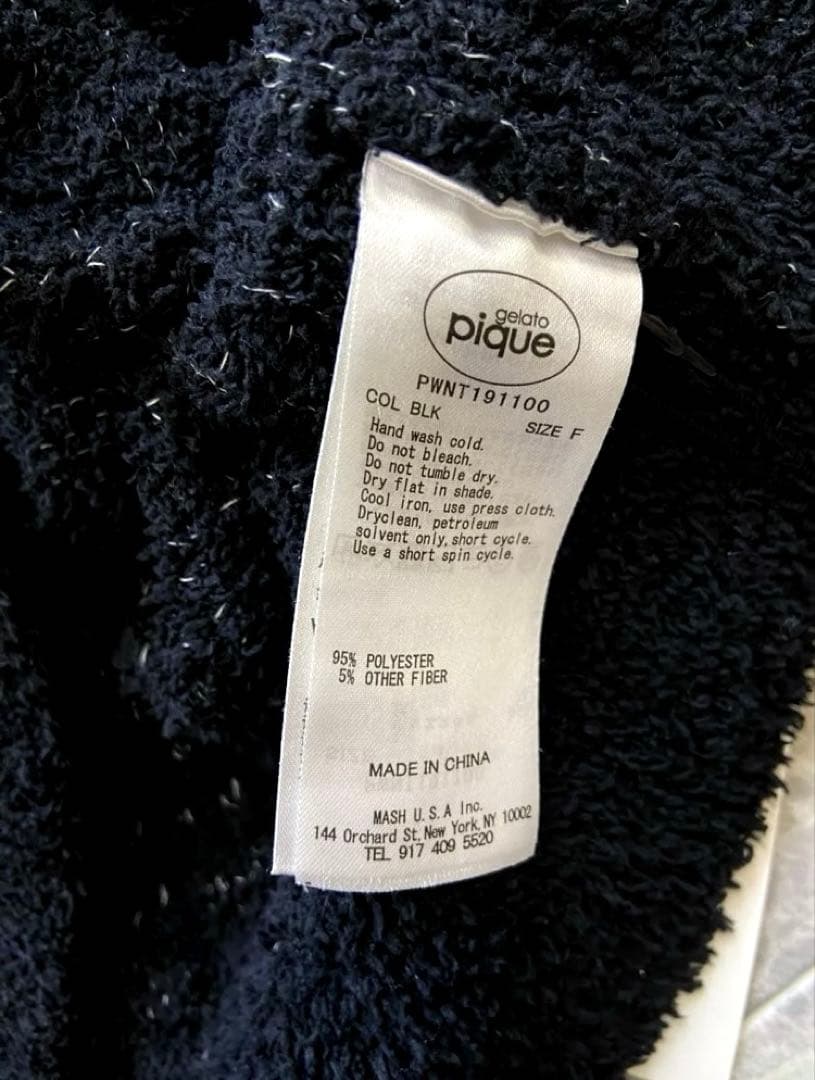 gelato
pique
PWNT191100
COL BLK
SIZE F
Hand wash cold.
Do not bleach.
Do not tumble dry.
Dry flat in shade.
Cool iron, use press cloth.
Dryclean, petroleum
solvent only, short cycle.
Use a short spin cycle.
95% POLYESTER
5% OTHER FIBER
MADE IN CHINA
MASH U.S.A Inc.
144 Orchard St, New York, NY 10002
TEL 917 409 5520